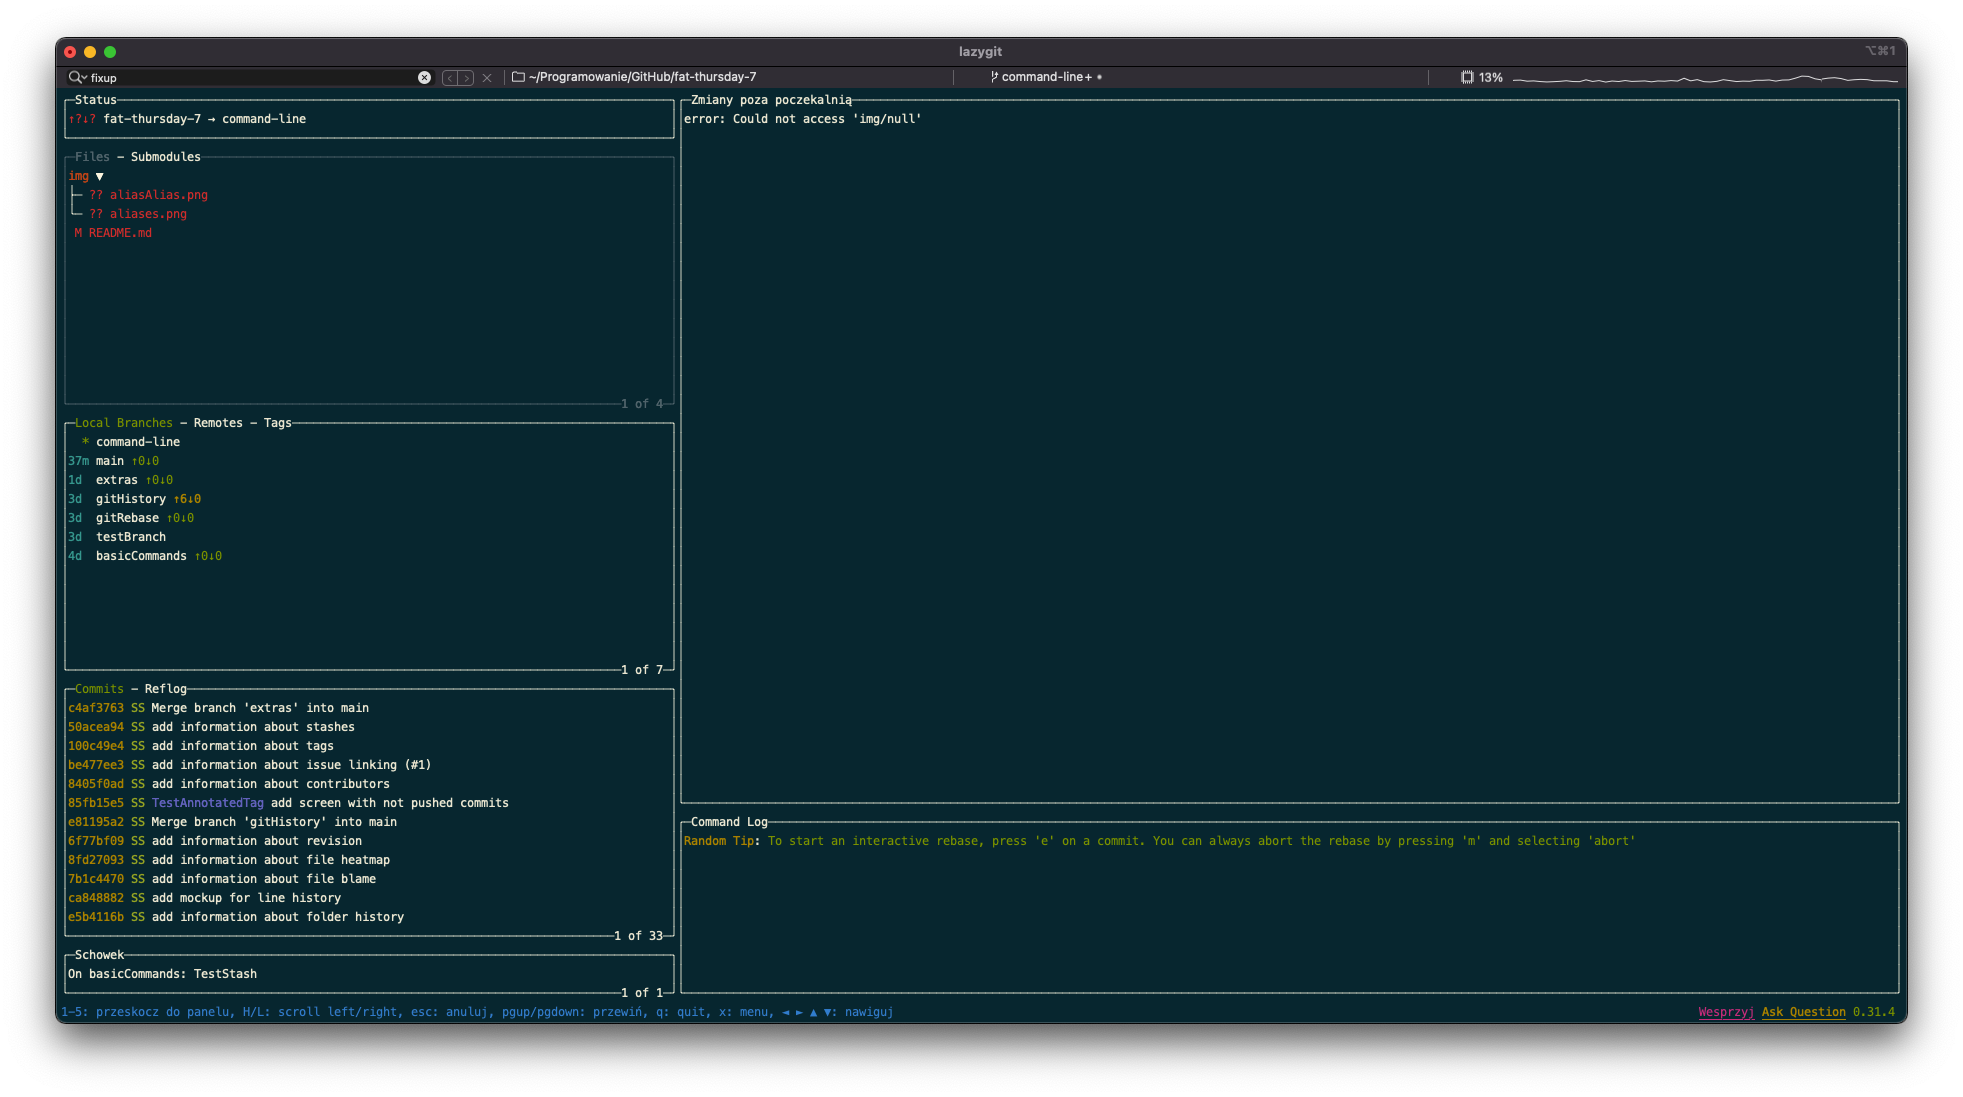 lazygit
⌥⌘1
fixup
~/Programowanie/GitHub/fat-thursday-7
command-line+ •
13%
Status
↑?↓? fat-thursday-7 → command-line
Files — Submodules
img ▼
?? aliasAlias.png
?? aliases.png
M README.md
1 of 4
Local Branches — Remotes — Tags
* command-line
37m main ↑0↓0
1d extras ↑0↓0
3d gitHistory ↑6↓0
3d gitRebase ↑0↓0
3d testBranch
4d basicCommands ↑0↓0
1 of 7
Commits — Reflog
c4af3763 SS Merge branch 'extras' into main
50acea94 SS add information about stashes
100c49e4 SS add information about tags
be477ee3 SS add information about issue linking (#1)
8405f0ad SS add information about contributors
85fb15e5 SS TestAnnotatedTag add screen with not pushed commits
e81195a2 SS Merge branch 'gitHistory' into main
6f77bf09 SS add information about revision
8fd27093 SS add information about file heatmap
7b1c4470 SS add information about file blame
ca848882 SS add mockup for line history
e5b4116b SS add information about folder history
1 of 33
Schowek
On basicCommands: TestStash
1 of 1
Zmiany poza poczekalnią
error: Could not access 'img/null'
Command Log
Random Tip: To start an interactive rebase, press 'e' on a commit. You can always abort the rebase by pressing 'm' and selecting 'abort'
1-5: przeskocz do panelu, H/L: scroll left/right, esc: anuluj, pgup/pgdown: przewiń, q: quit, x: menu, ◄ ► ▲ ▼: nawiguj
Wesprzyj Ask Question 0.31.4